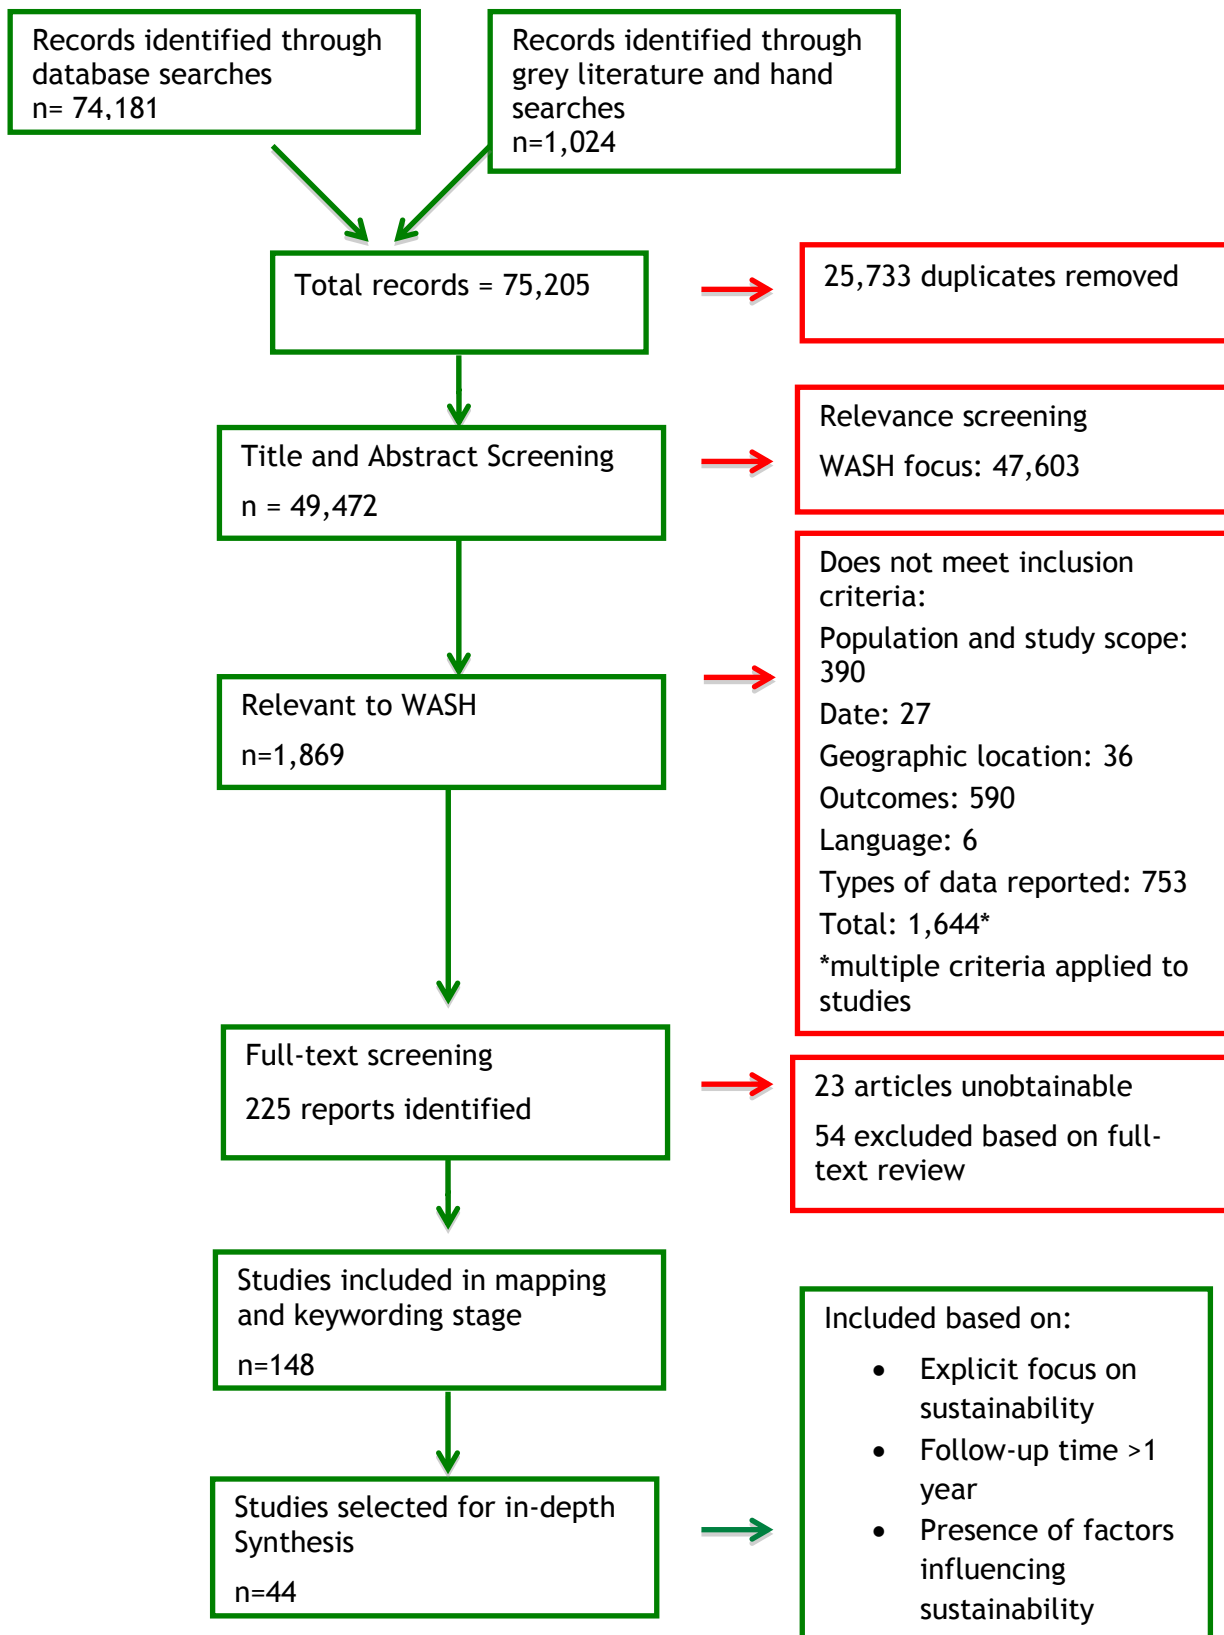 Records identified through
database searches
n= 74,181
Records identified through
grey literature and hand
searches
n=1,024
Total records = 75,205
25,733 duplicates removed
Title and Abstract Screening
n = 49,472
Relevance screening
WASH focus: 47,603
Relevant to WASH
n=1,869
Does not meet inclusion
criteria:
Population and study scope:
390
Date: 27
Geographic location: 36
Outcomes: 590
Language: 6
Types of data reported: 753
Total: 1,644*
*multiple criteria applied to
studies
Full-text screening
225 reports identified
23 articles unobtainable
54 excluded based on full-
text review
Studies included in mapping
and keywording stage
n=148
Studies selected for in-depth
Synthesis
n=44
Included based on:
• Explicit focus on
sustainability
• Follow-up time >1
year
• Presence of factors
influencing
sustainability